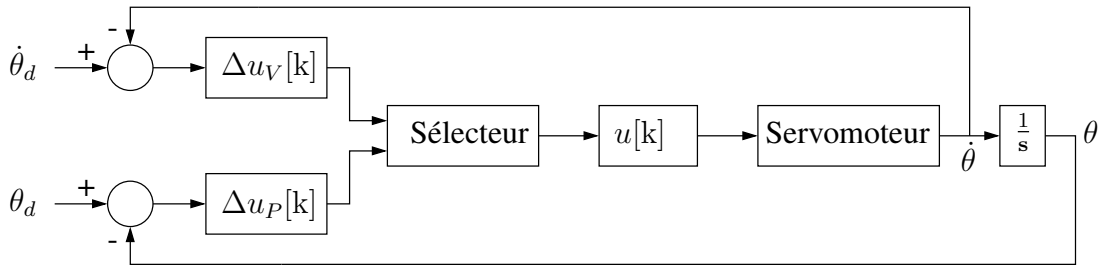 -
θ̇_d + Δu_V[k]
Sélecteur u[k] Servomoteur 1/s θ
θ̇
θ_d + Δu_P[k]
-